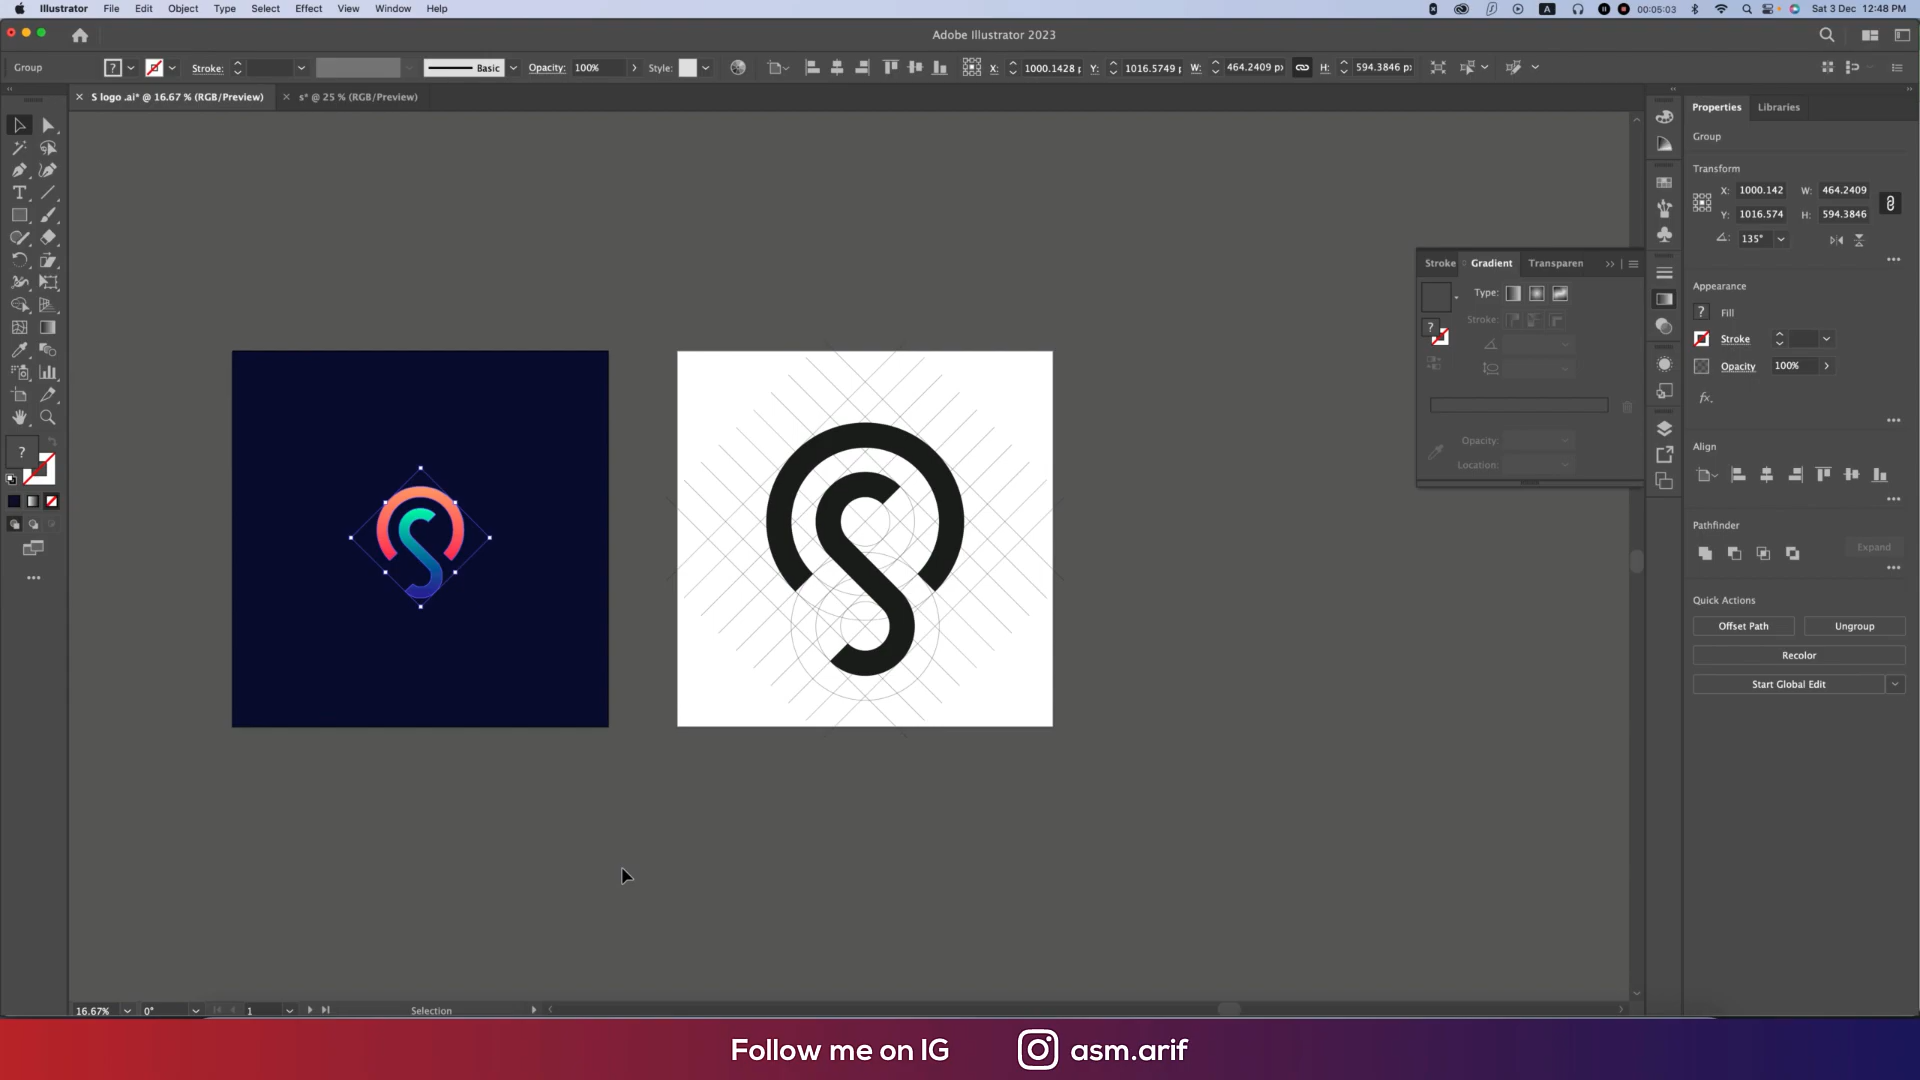 Illustrator File Edit Object Type Select Effect View Window Help
A 00:05:03 Sat 3 Dec 12:48 PM
Adobe Illustrator 2023
Group ? Stroke: Basic Opacity: 100% Style: X: 1000.1428 Y: 1016.5749 W: 464.2409 px H: 594.3846 px
S logo .ai* @ 16.67 % (RGB/Preview) s* @ 25 % (RGB/Preview)
Properties Libraries
Group
Transform
X: 1000.142 W: 464.2409
Y: 1016.574 H: 594.3846
135°
Stroke Gradient Transparen
Type:
Stroke:
?
Opacity:
Location:
Appearance
? Fill
Stroke
Opacity 100%
fx.
Align
Pathfinder
Expand
Quick Actions
Offset Path Ungroup
Recolor
Start Global Edit
?
16.67% 0° 1 Selection
Follow me on IG asm.arif